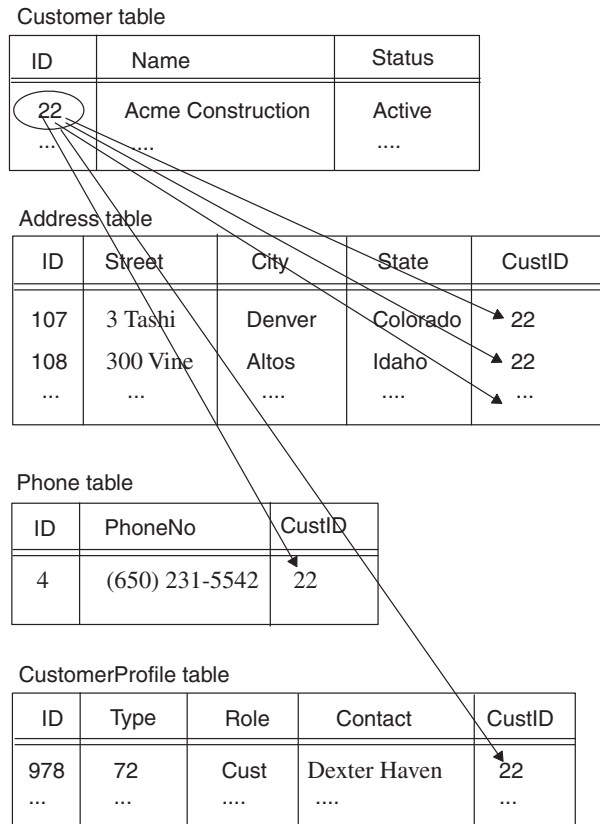 Customer table
ID Name Status
22 Acme Construction Active
... .... ....
Address table
ID Street City State CustID
107 3 Tashi Denver Colorado 22
108 300 Vine Altos Idaho 22
... ... .... .... ...
Phone table
ID PhoneNo CustID
4 (650) 231-5542 22
CustomerProfile table
ID Type Role Contact CustID
978 72 Cust Dexter Haven 22
... ... .... .... ...